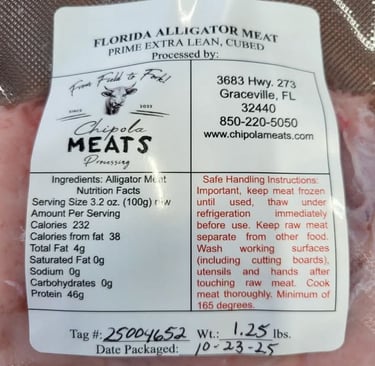 FLORIDA ALLIGATOR MEAT
PRIME EXTRA LEAN, CUBED
Processed by:
From Field to Fork!
SINCE 2023
Chipola
MEATS
Processing
3683 Hwy. 273
Graceville, FL
32440
850-220-5050
www.chipolameats.com
Ingredients: Alligator Meat
Nutrition Facts
Serving Size 3.2 oz. (100g) raw
Amount Per Serving
Calories 232
Calories from fat 38
Total Fat 4g
Saturated Fat 0g
Sodium 0g
Carbohydrates 0g
Protein 46g
Safe Handling Instructions:
Important, keep meat frozen
until used, thaw under
refrigeration immediately
before use. Keep raw meat
separate from other food.
Wash working surfaces
(including cutting boards),
utensils and hands after
touching raw meat. Cook
meat thoroughly. Minimum of
165 degrees.
Tag #: 25004652 Wt.: 1.25 lbs.
Date Packaged: 10-23-25